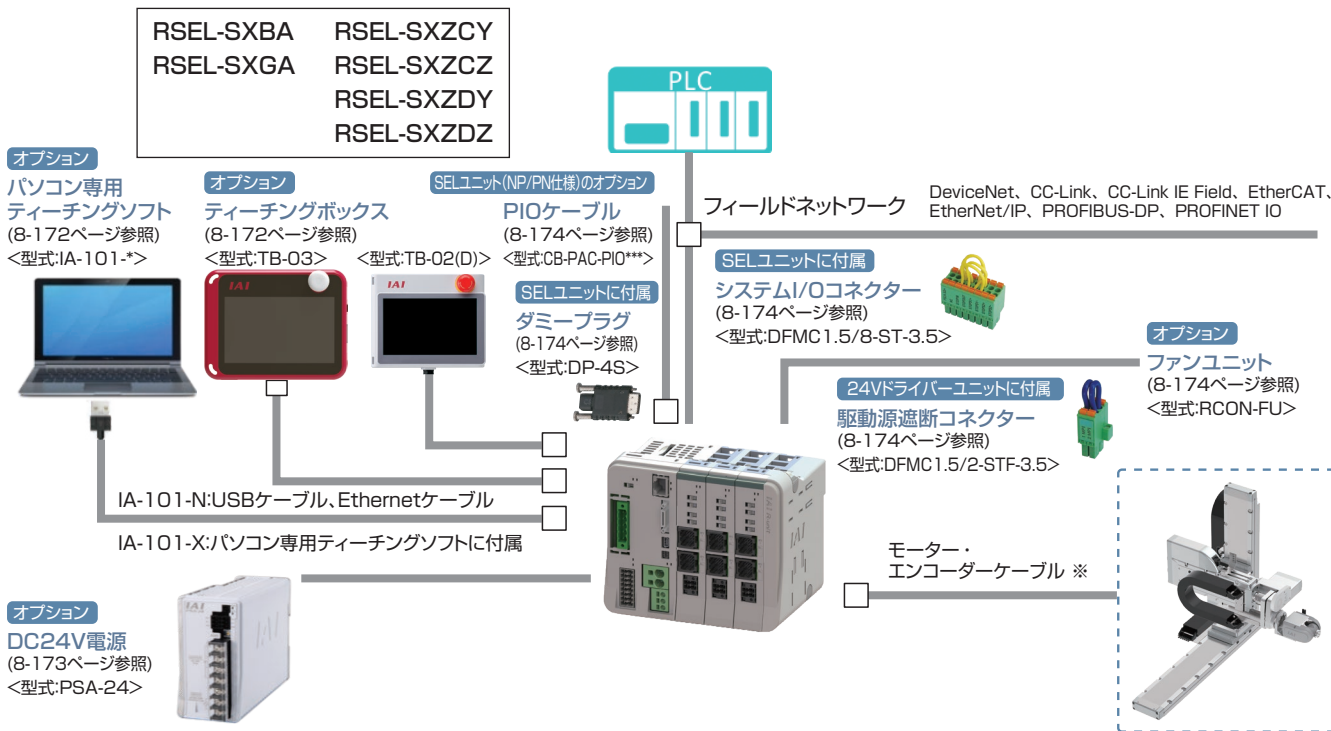 RSEL-SXBA RSEL-SXZCY
RSEL-SXGA RSEL-SXZCZ
RSEL-SXZDY
RSEL-SXZDZ
PLC
オプション
パソコン専用
ティーチングソフト
(8-172ページ参照)
<型式:IA-101-*>
オプション
ティーチングボックス
(8-172ページ参照)
<型式:TB-03>
<型式:TB-02(D)>
IAI
IAI
SELユニット(NP/PN仕様)のオプション
PIOケーブル
(8-174ページ参照)
<型式:CB-PAC-PIO***>
SELユニットに付属
ダミープラグ
(8-174ページ参照)
<型式:DP-4S>
フィールドネットワーク
DeviceNet、CC-Link、CC-Link IE Field、EtherCAT、
EtherNet/IP、PROFIBUS-DP、PROFINET IO
SELユニットに付属
システムI/Oコネクター
(8-174ページ参照)
<型式:DFMC1.5/8-ST-3.5>
オプション
ファンユニット
(8-174ページ参照)
<型式:RCON-FU>
24Vドライバーユニットに付属
駆動源遮断コネクター
(8-174ページ参照)
<型式:DFMC1.5/2-STF-3.5>
IA-101-N:USBケーブル、Ethernetケーブル
IA-101-X:パソコン専用ティーチングソフトに付属
モーター・
エンコーダーケーブル ※
オプション
DC24V電源
(8-173ページ参照)
<型式:PSA-24>
IAI
IAI